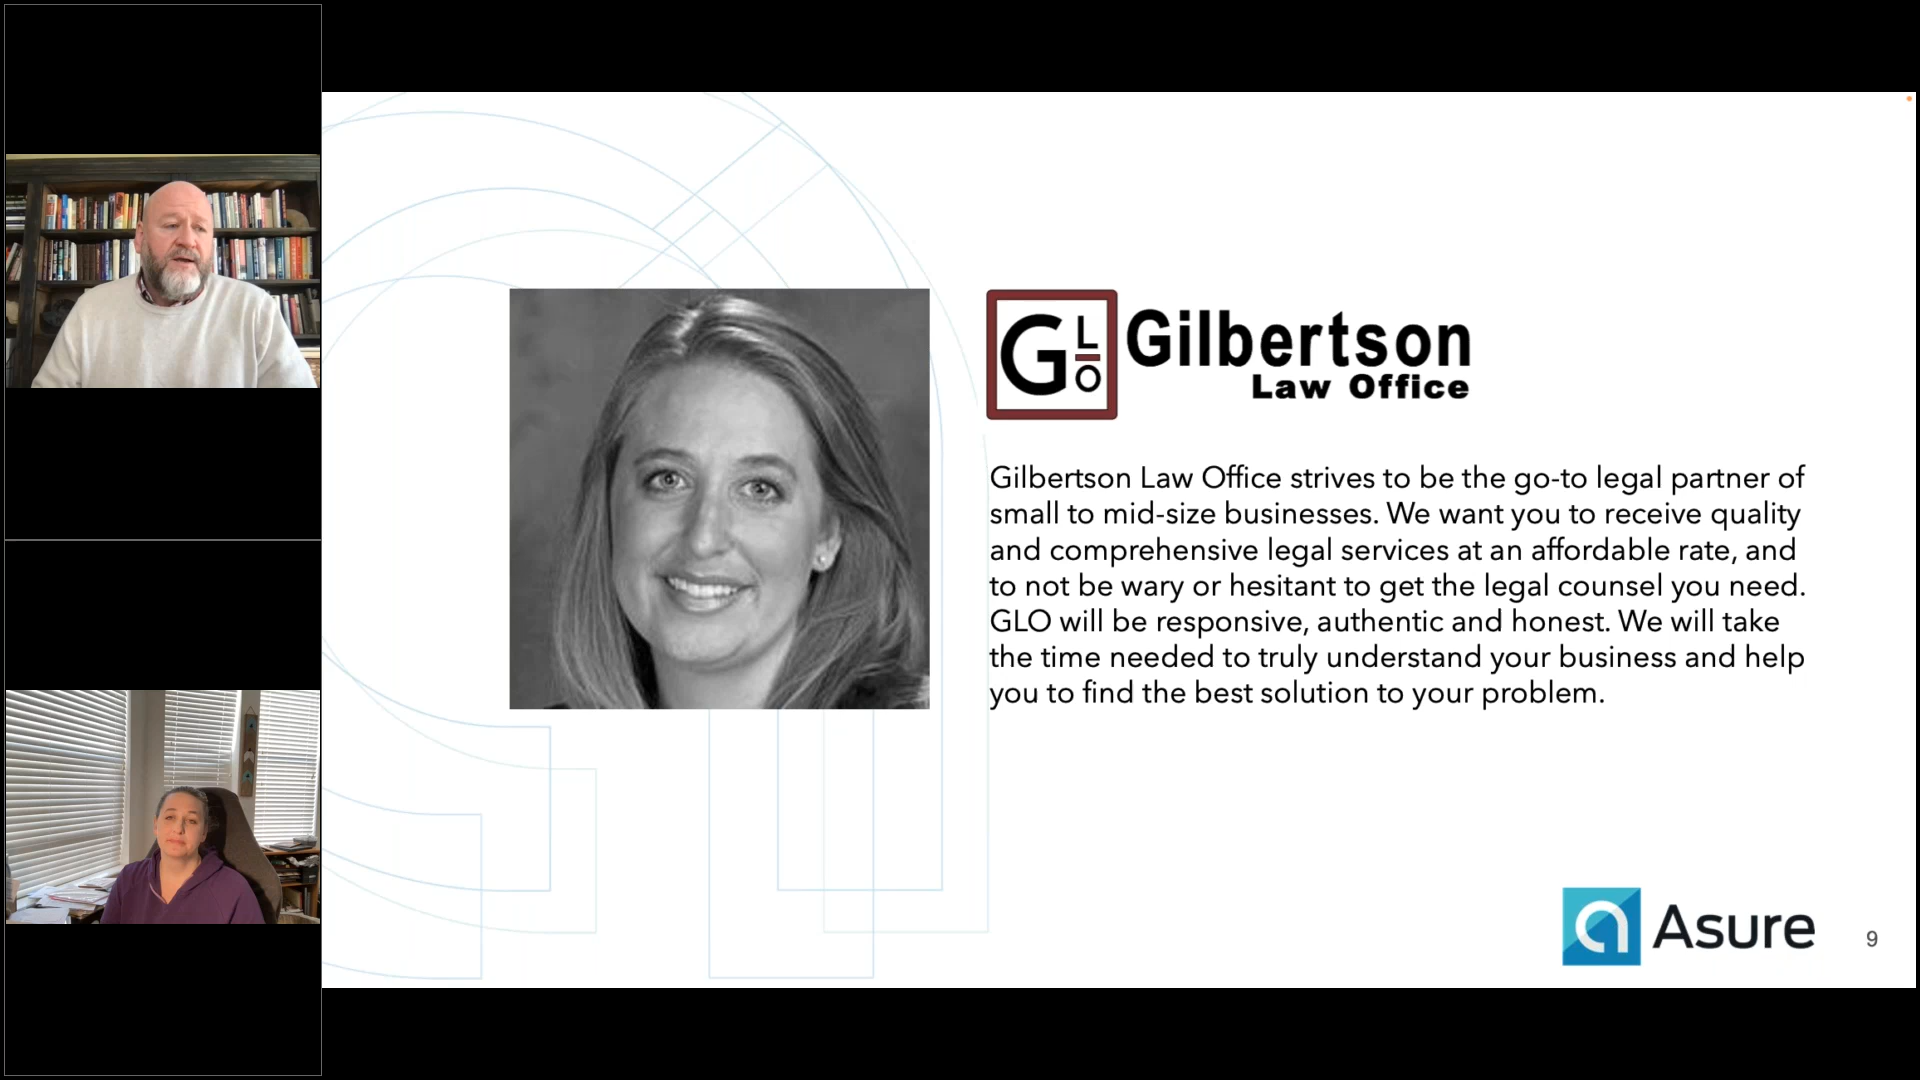 GLO
Gilbertson
Law Office
Gilbertson Law Office strives to be the go-to legal partner of
small to mid-size businesses. We want you to receive quality
and comprehensive legal services at an affordable rate, and
to not be wary or hesitant to get the legal counsel you need.
GLO will be responsive, authentic and honest. We will take
the time needed to truly understand your business and help
you to find the best solution to your problem.
Asure
9